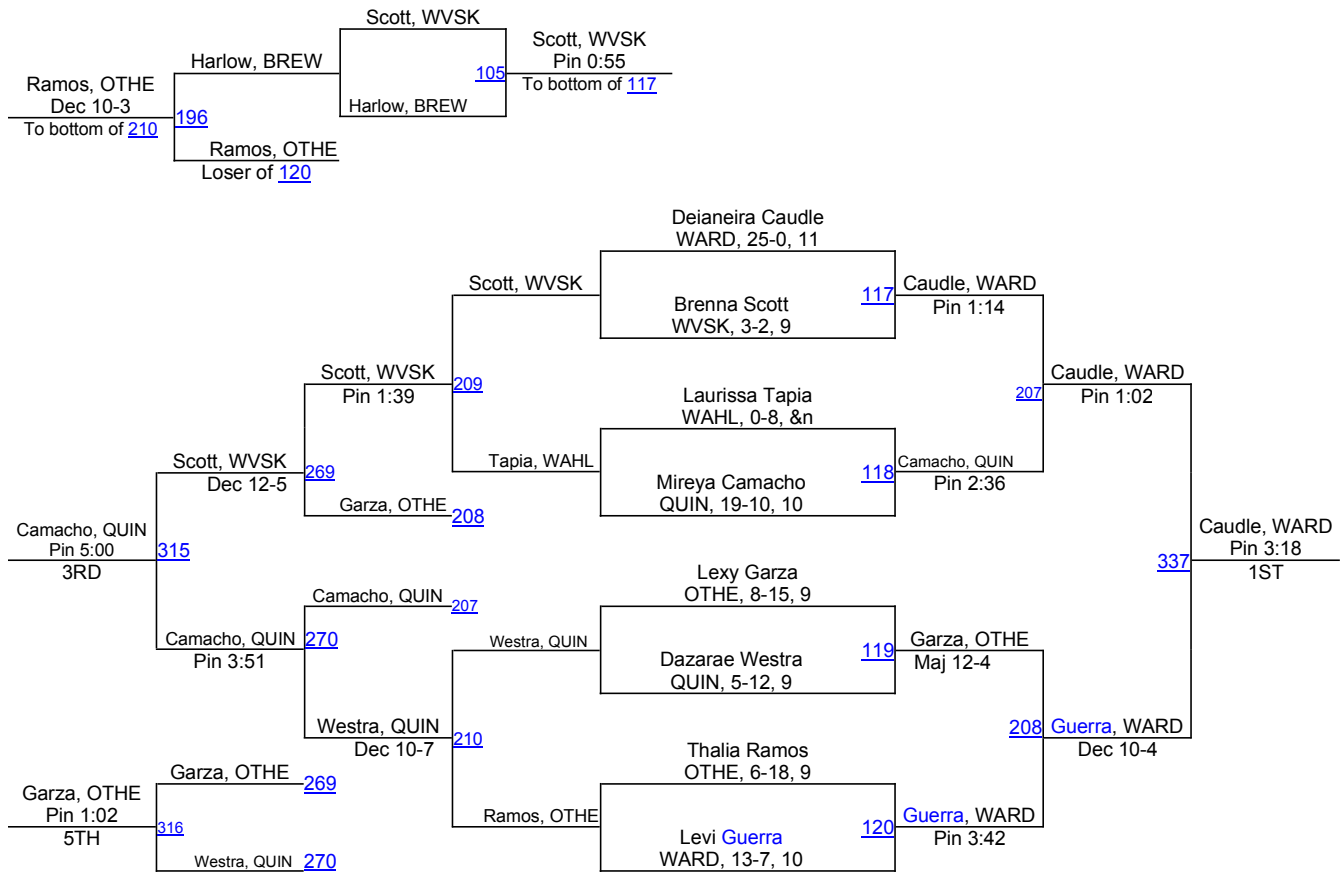 Scott, WVSK
Harlow, BREW
Scott, WVSK
Pin 0:55
105
To bottom of 117
Harlow, BREW
Ramos, OTHE
Dec 10-3
196
To bottom of 210
Ramos, OTHE
Loser of 120
Deianeira Caudle
WARD, 25-0, 11
Scott, WVSK
117
Caudle, WARD
Pin 1:14
Brenna Scott
WVSK, 3-2, 9
Scott, WVSK
Pin 1:39
209
Laurissa Tapia
WAHL, 0-8, &n
207
Caudle, WARD
Pin 1:02
Scott, WVSK
Dec 12-5
269
Tapia, WAHL
Mireya Camacho
QUIN, 19-10, 10
118
Camacho, QUIN
Pin 2:36
Garza, OTHE
208
Camacho, QUIN
Pin 5:00
3RD
315
337
Caudle, WARD
Pin 3:18
1ST
Lexy Garza
OTHE, 8-15, 9
Camacho, QUIN
207
Camacho, QUIN
Pin 3:51
270
Westra, QUIN
Dazarae Westra
QUIN, 5-12, 9
119
Garza, OTHE
Maj 12-4
Westra, QUIN
Dec 10-7
210
208
Guerra, WARD
Dec 10-4
Thalia Ramos
OTHE, 6-18, 9
Garza, OTHE
269
Garza, OTHE
Pin 1:02
5TH
316
Westra, QUIN
270
Ramos, OTHE
Levi Guerra
WARD, 13-7, 10
120
Guerra, WARD
Pin 3:42